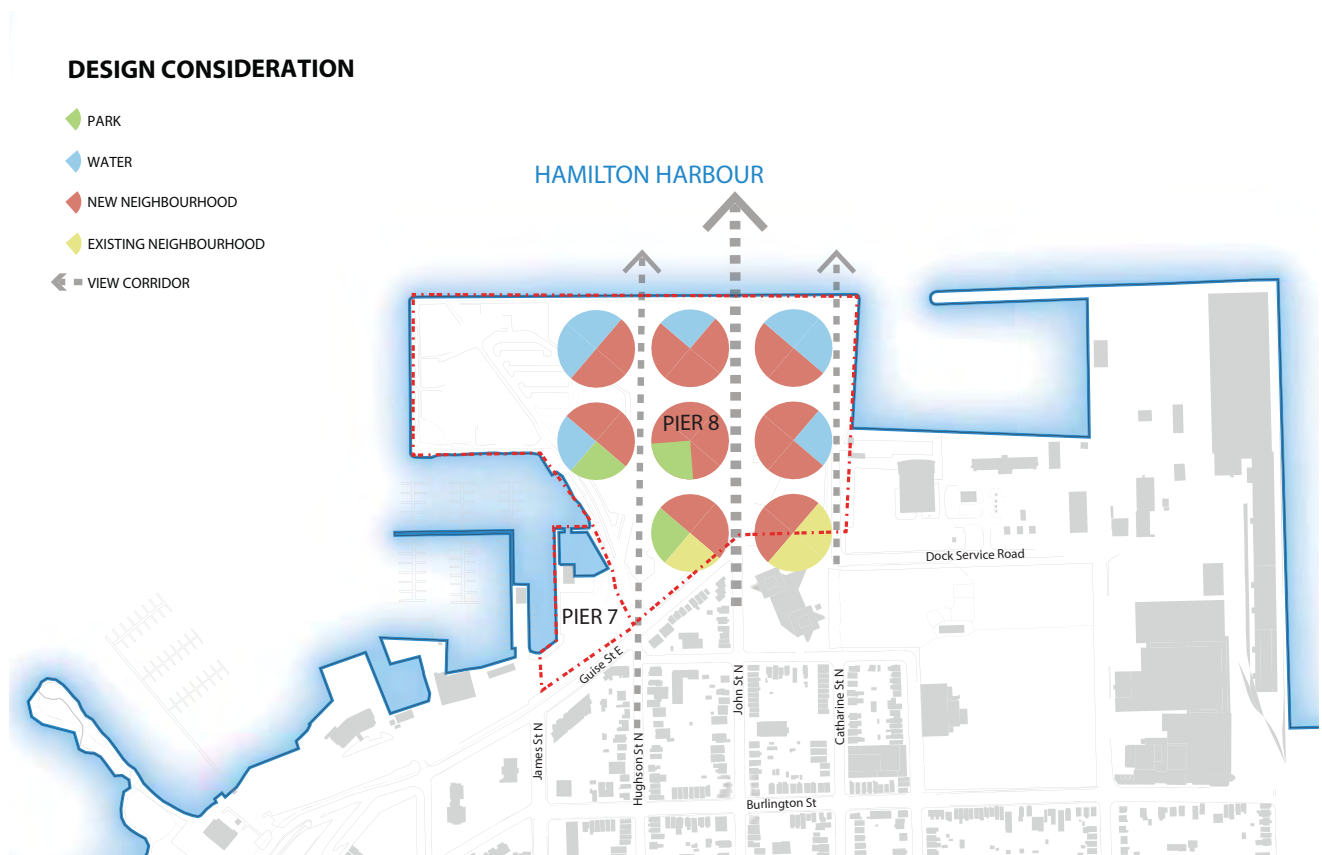 DESIGN CONSIDERATION
PARK
WATER
NEW NEIGHBOURHOOD
EXISTING NEIGHBOURHOOD
VIEW CORRIDOR
HAMILTON HARBOUR
PIER 8
Dock Service Road
PIER 7
Guise St E
James St N
Hughson St N
John St N
Catharine St N
Burlington St